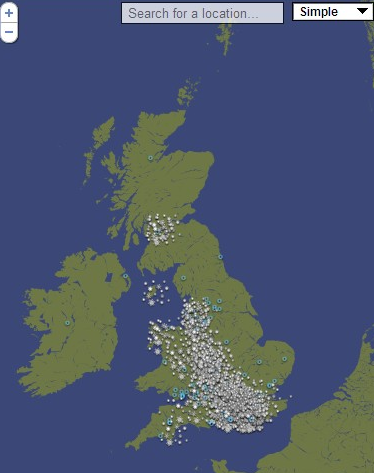 +
Search for a location...
Simple
−